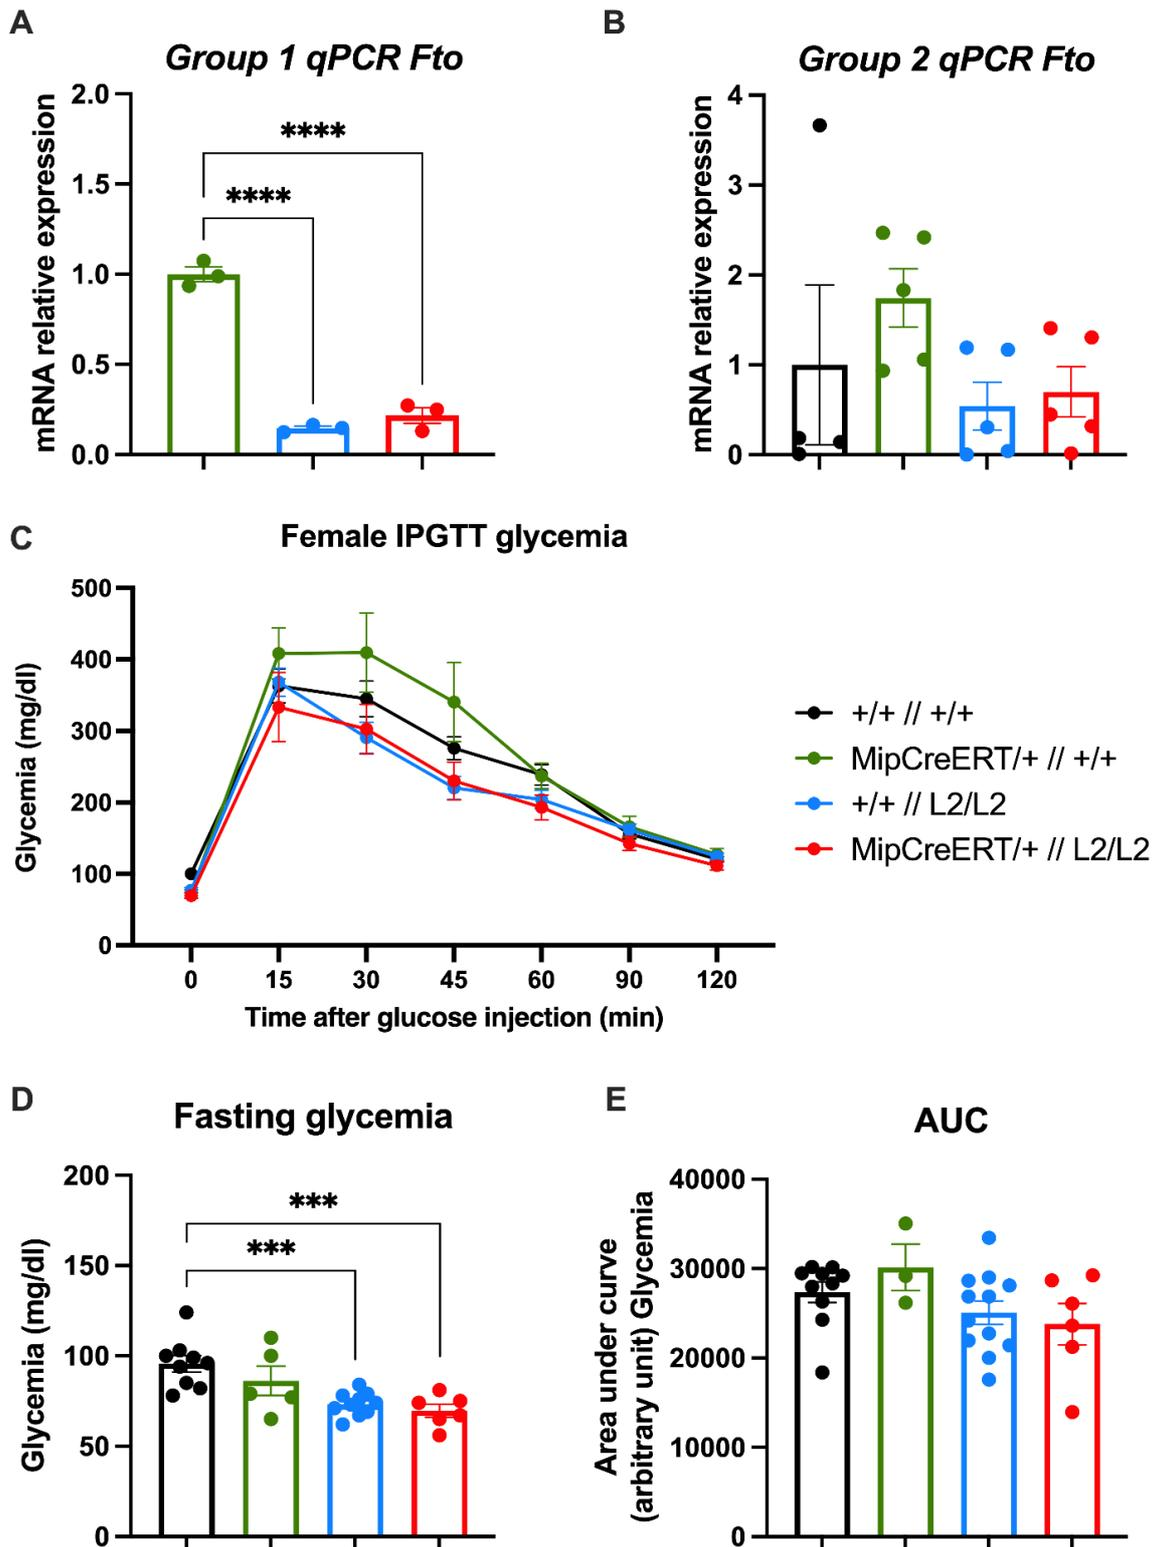 A
Group 1 qPCR Fto
mRNA relative expression
2.0
1.5
1.0
0.5
0.0
****
****
B
Group 2 qPCR Fto
mRNA relative expression
4
3
2
1
0
C
Female IPGTT glycemia
Glycemia (mg/dl)
500
400
300
200
100
0
0 15 30 45 60 90 120
Time after glucose injection (min)
+/+ // +/+
MipCreERT/+ // +/+
+/+ // L2/L2
MipCreERT/+ // L2/L2
D
Fasting glycemia
Glycemia (mg/dl)
200
150
100
50
0
***
***
E
AUC
Area under curve
(arbitrary unit) Glycemia
40000
30000
20000
10000
0